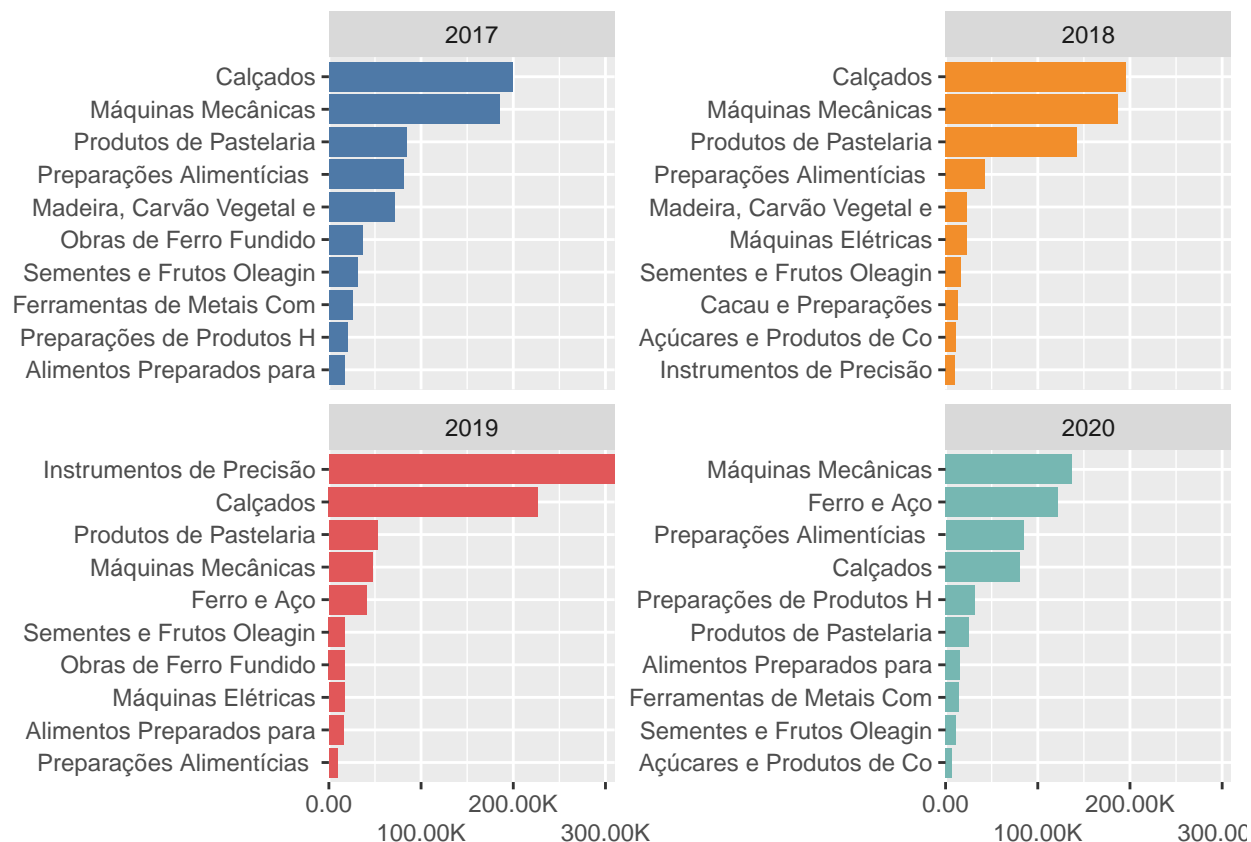 2017
Calçados
Máquinas Mecânicas
Produtos de Pastelaria
Preparações Alimentícias
Madeira, Carvão Vegetal e
Obras de Ferro Fundido
Sementes e Frutos Oleagin
Ferramentas de Metais Com
Preparações de Produtos H
Alimentos Preparados para
2018
Calçados
Máquinas Mecânicas
Produtos de Pastelaria
Preparações Alimentícias
Madeira, Carvão Vegetal e
Máquinas Elétricas
Sementes e Frutos Oleagin
Cacau e Preparações
Açúcares e Produtos de Co
Instrumentos de Precisão
2019
Instrumentos de Precisão
Calçados
Produtos de Pastelaria
Máquinas Mecânicas
Ferro e Aço
Sementes e Frutos Oleagin
Obras de Ferro Fundido
Máquinas Elétricas
Alimentos Preparados para
Preparações Alimentícias
0.00 200.00K
100.00K 300.00K
2020
Máquinas Mecânicas
Ferro e Aço
Preparações Alimentícias
Calçados
Preparações de Produtos H
Produtos de Pastelaria
Alimentos Preparados para
Ferramentas de Metais Com
Sementes e Frutos Oleagin
Açúcares e Produtos de Co
0.00 200.00K
100.00K 300.00